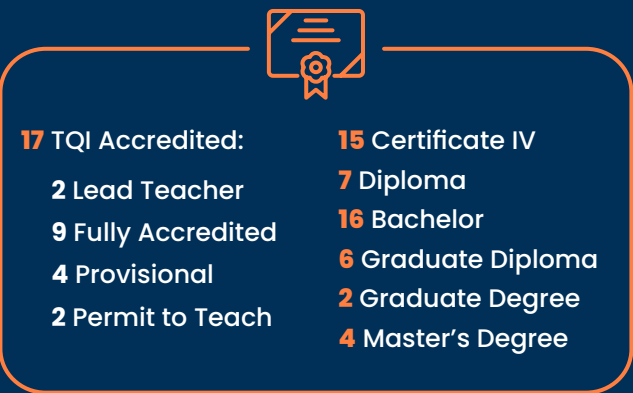 17 TQI Accredited:
2 Lead Teacher
9 Fully Accredited
4 Provisional
2 Permit to Teach
15 Certificate IV
7 Diploma
16 Bachelor
6 Graduate Diploma
2 Graduate Degree
4 Master's Degree